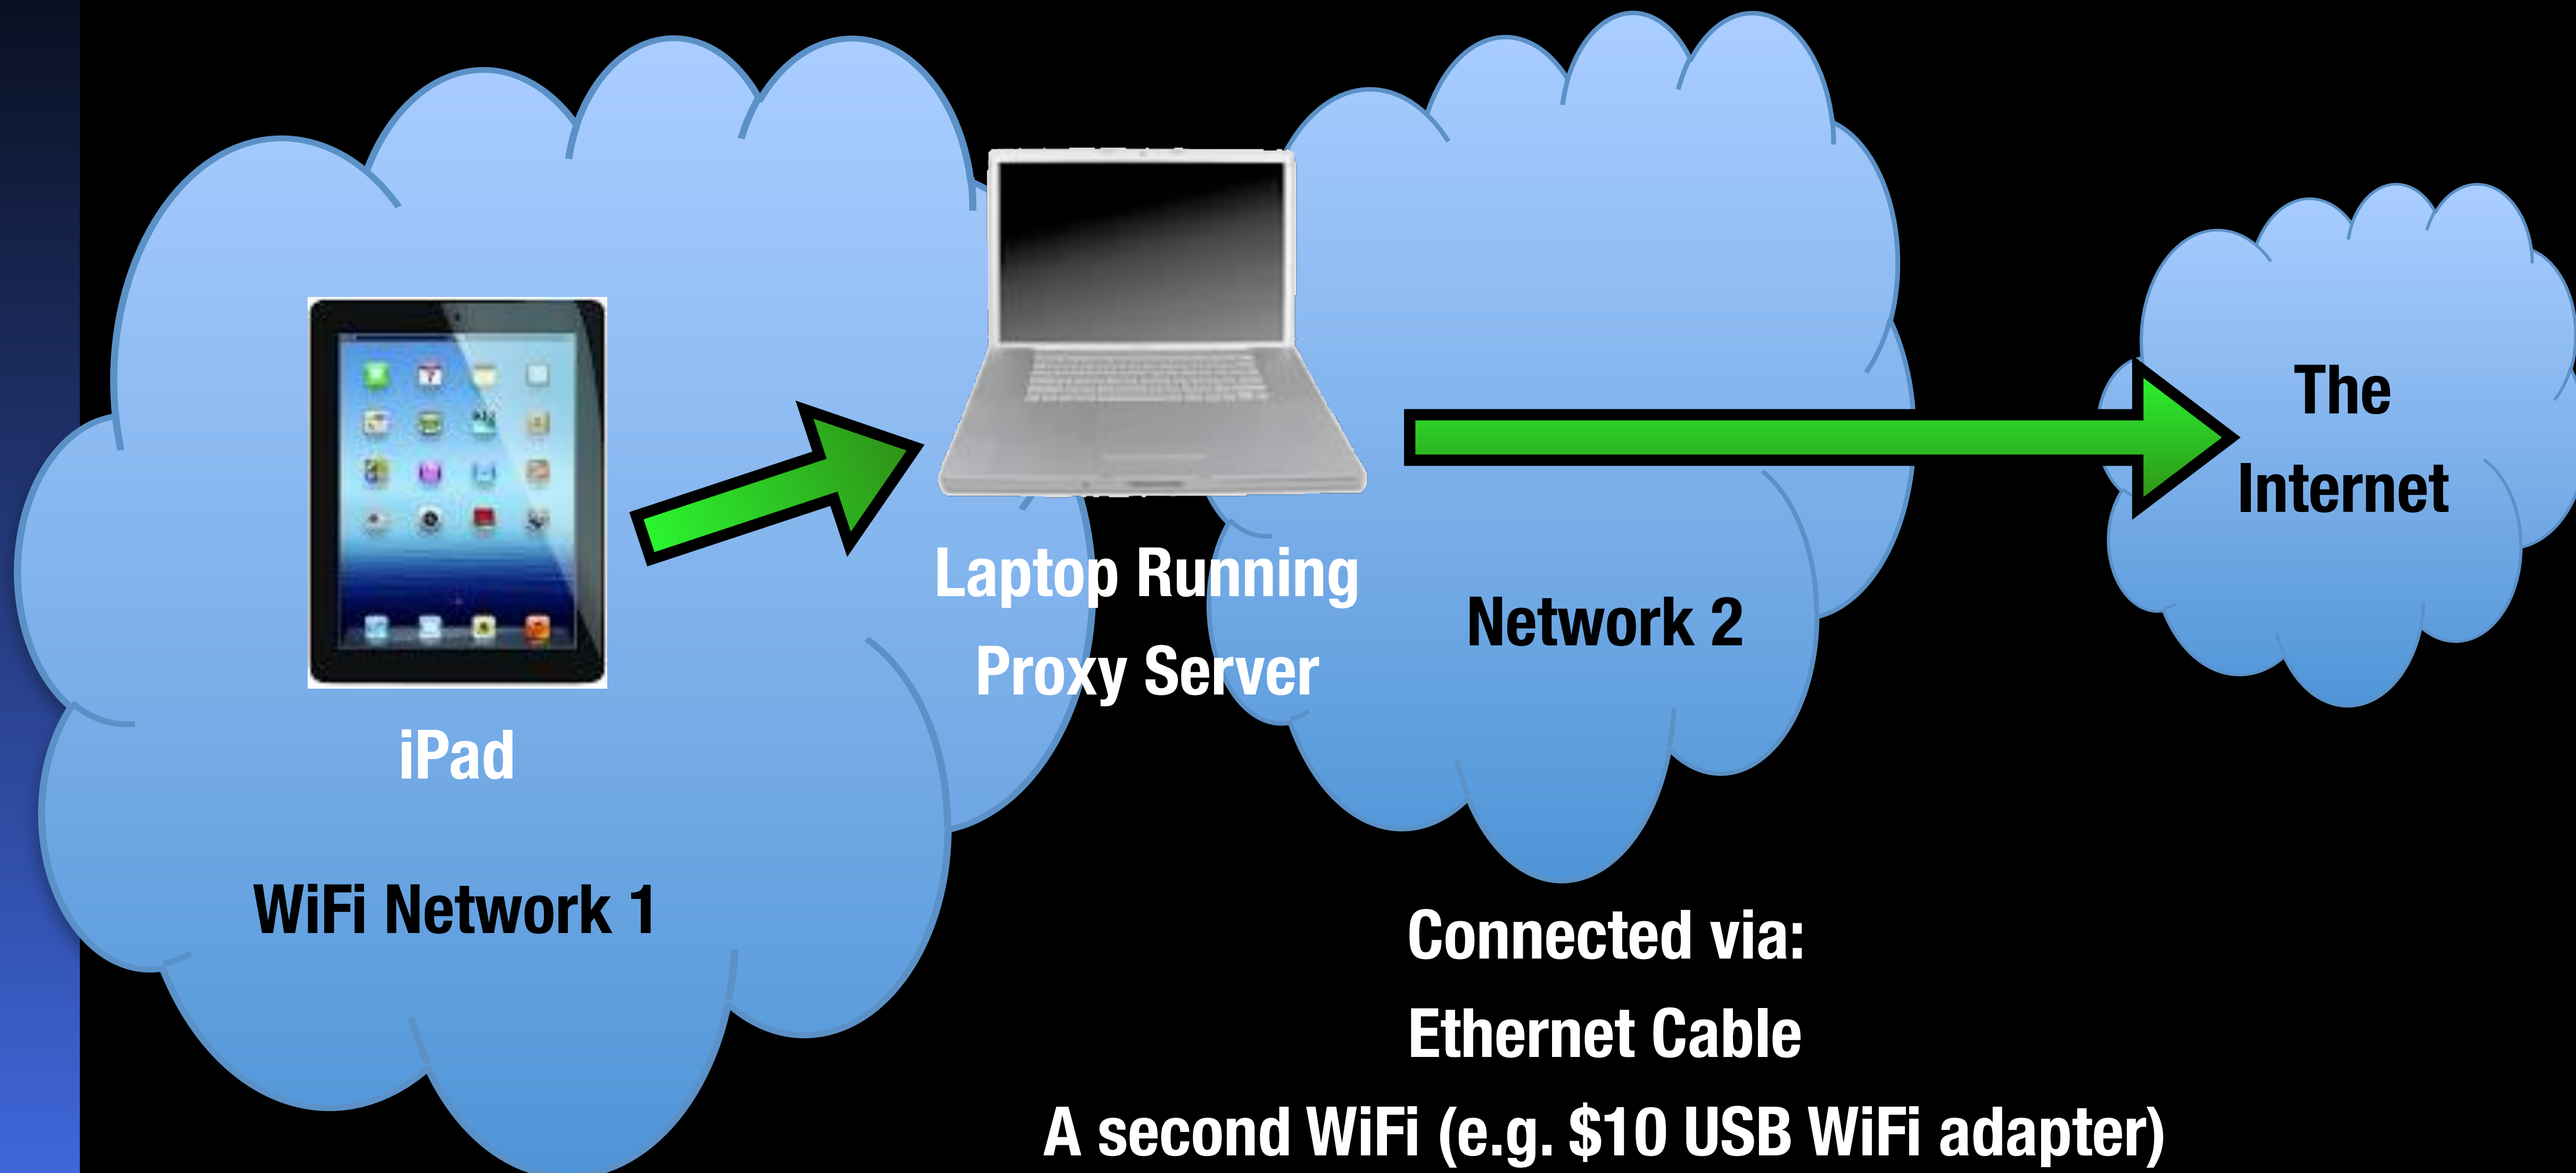 iPad
WiFi Network 1
Laptop Running
Proxy Server
Network 2
The
Internet
Connected via:
Ethernet Cable
A second WiFi (e.g. $10 USB WiFi adapter)